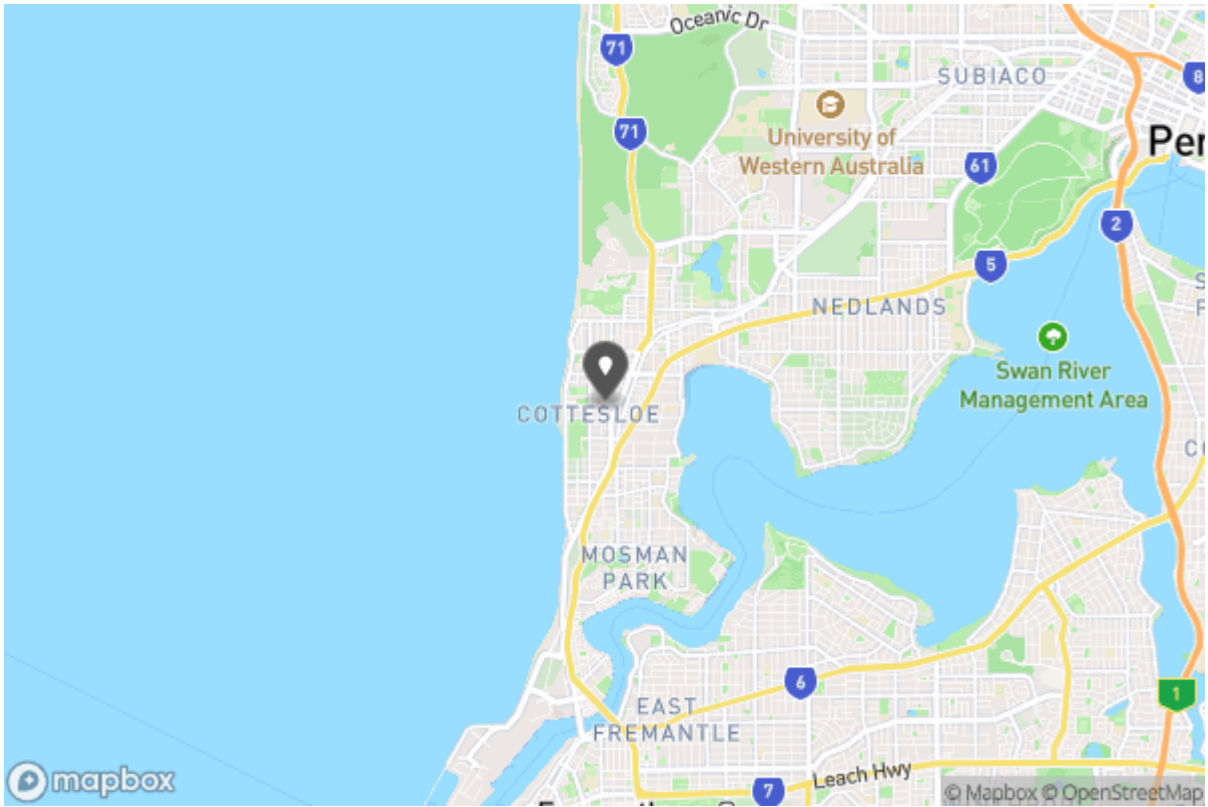 Oceanic Dr
71
SUBIACO
8
University of
Western Australia
71
Per
61
2
5
NEDLANDS
Swan River
Management Area
COTTESLOE
MOSMAN
PARK
6
1
EAST
FREMANTLE
Leach Hwy
7
mapbox
© Mapbox © OpenStreetMap